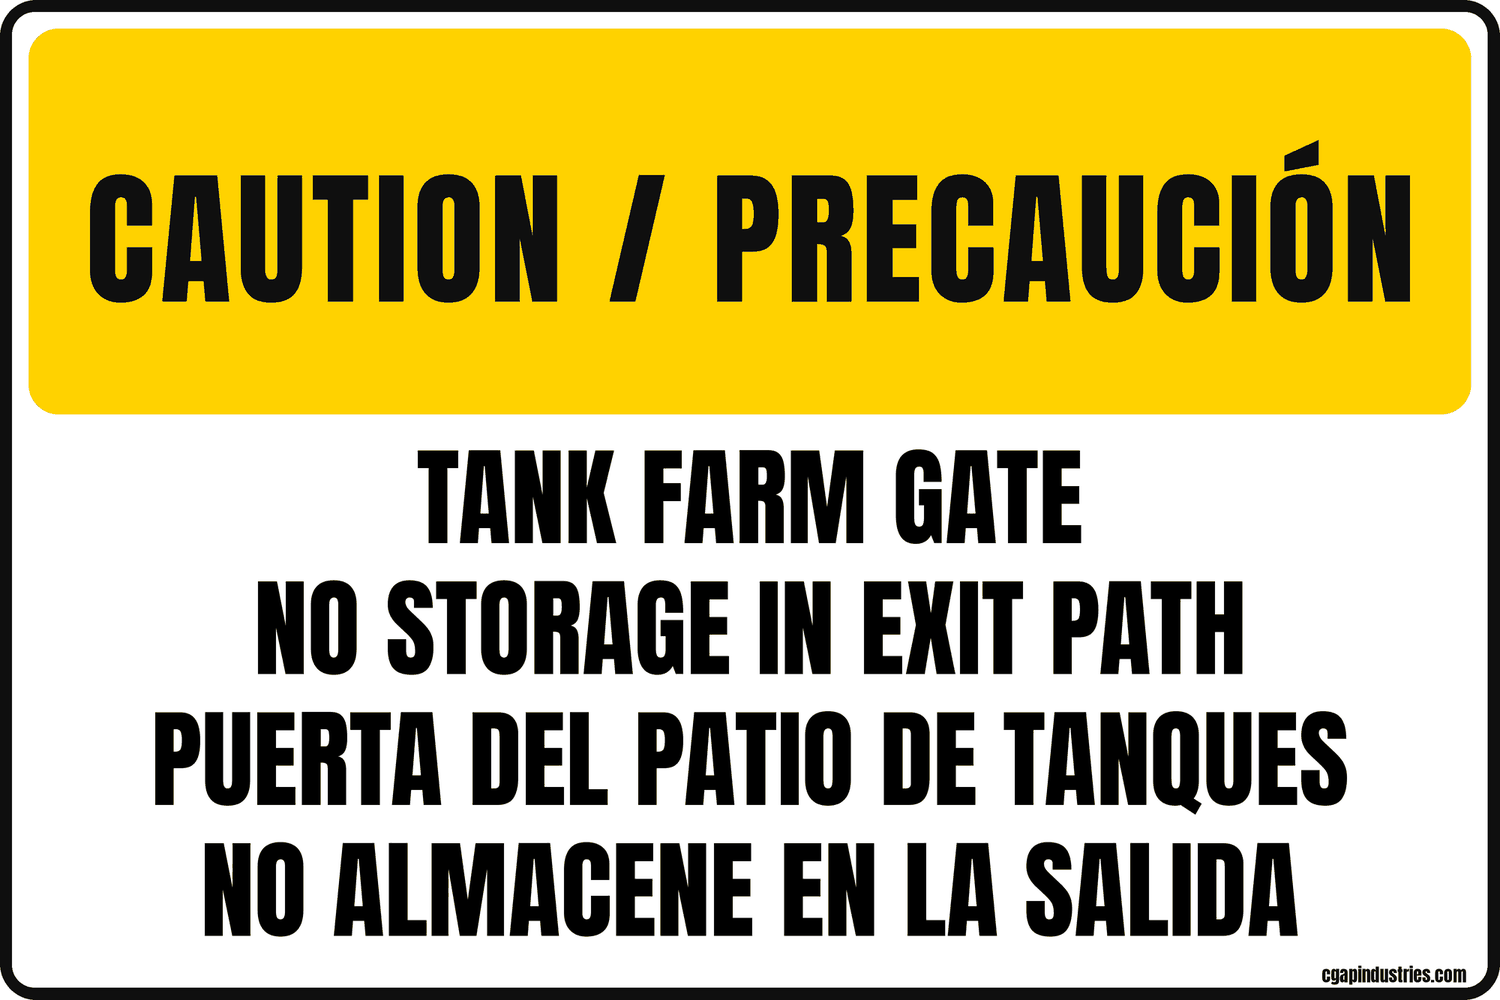 CAUTION / PRECAUCIÓN
TANK FARM GATE
NO STORAGE IN EXIT PATH
PUERTA DEL PATIO DE TANQUES
NO ALMACENE EN LA SALIDA
cgapindustries.com